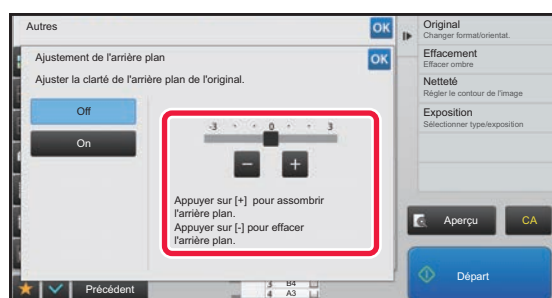 Autres
OK
Ajustement de l'arrière plan
OK
Ajuster la clarté de l'arrière plan de l'original.
Off
On
-3 0 3
Appuyer sur [+] pour assombrir
l'arrière plan.
Appuyer sur [-] pour effacer
l'arrière plan.
Précédent
3 B4
4 A3
Original
Changer format/orientat.
Effacement
Effacer ombre
Netteté
Régler le contour de l'image
Exposition
Sélectionner type/exposition
Aperçu
CA
Départ